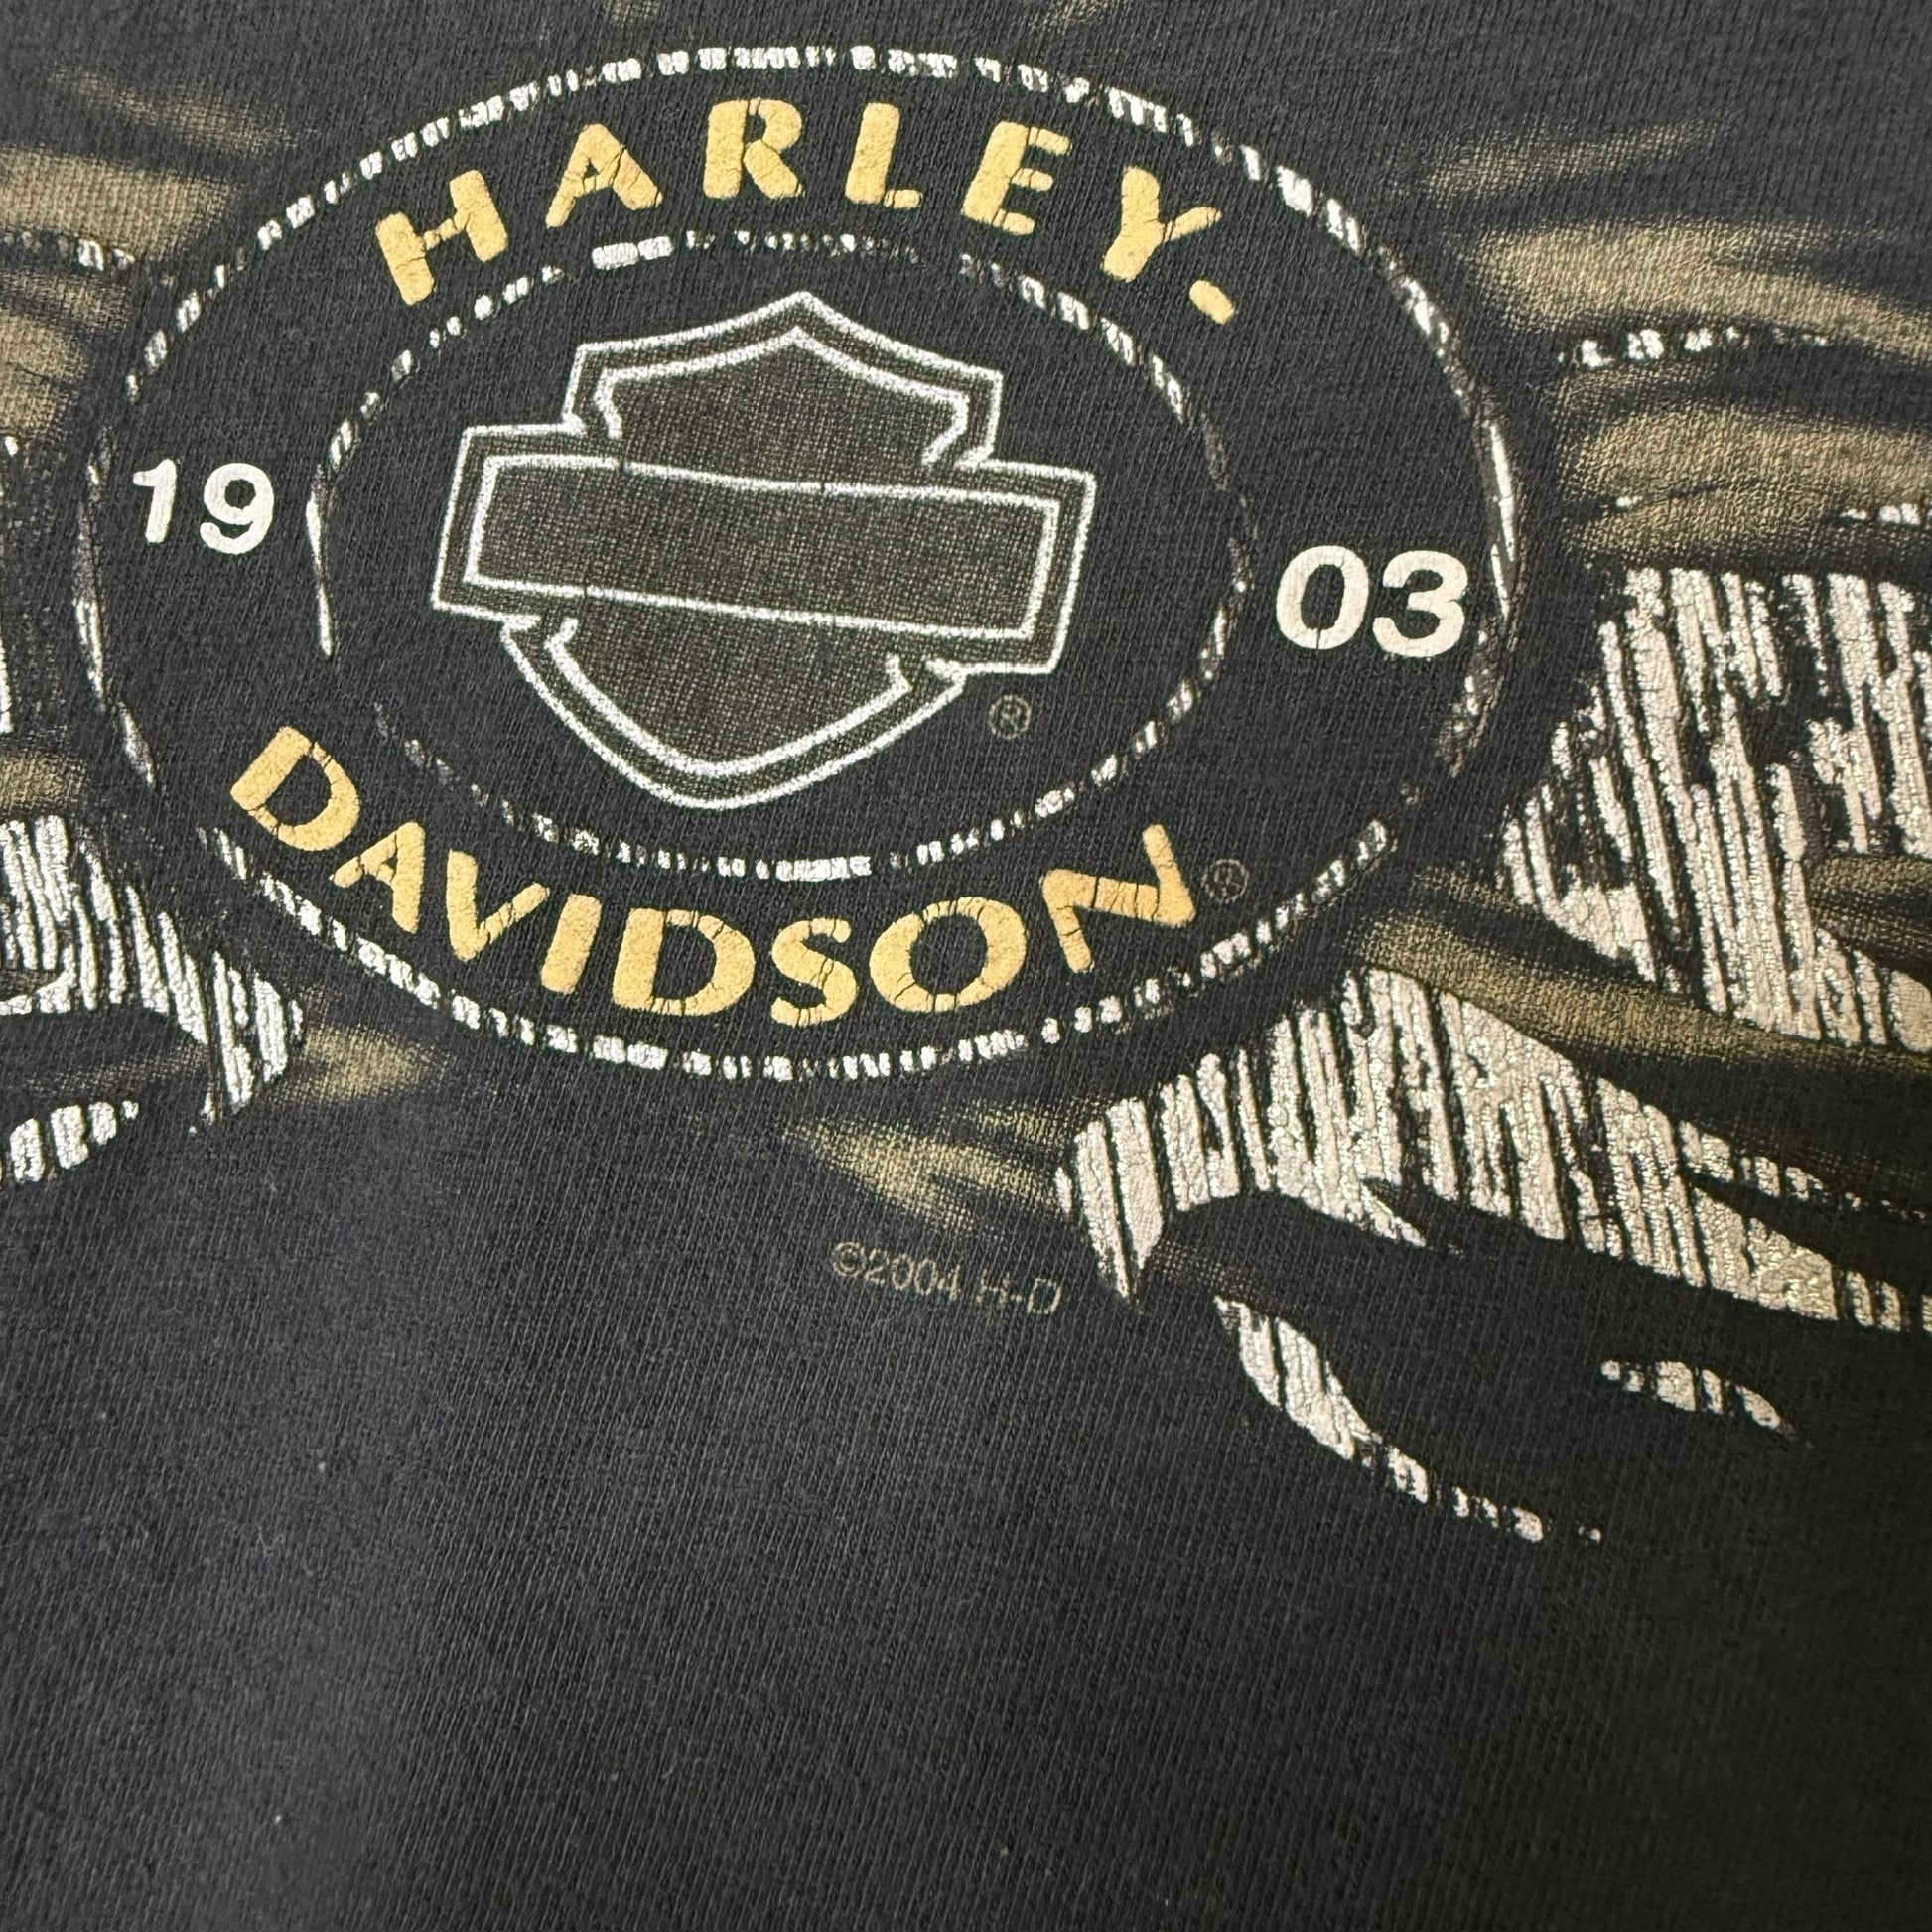 HARLEY-
19 03
®
DAVIDSON®
©2004 H-D